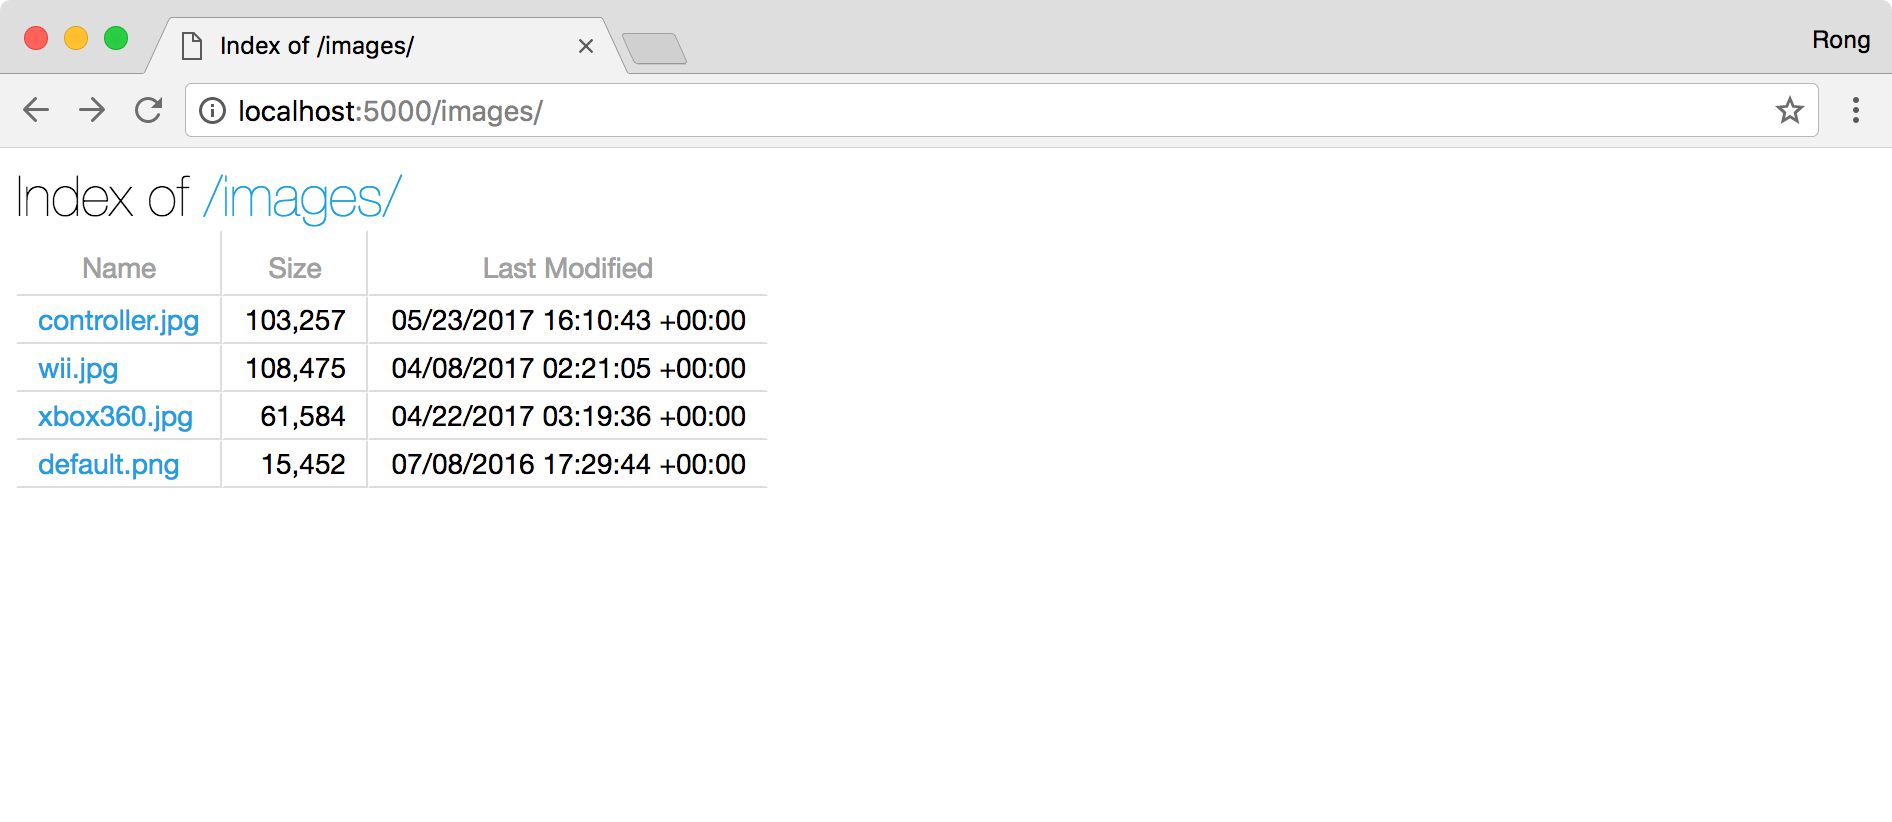 Index of /images/
Rong
localhost:5000/images/
Index of /images/
Name Size Last Modified
controller.jpg 103,257 05/23/2017 16:10:43 +00:00
wii.jpg 108,475 04/08/2017 02:21:05 +00:00
xbox360.jpg 61,584 04/22/2017 03:19:36 +00:00
default.png 15,452 07/08/2016 17:29:44 +00:00